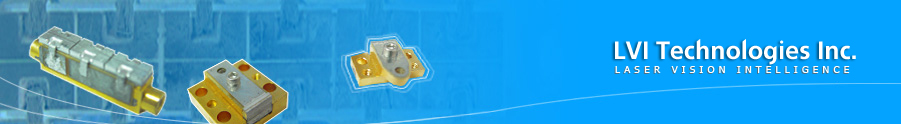 LVI Technologies Inc.
LASER VISION INTELLIGENCE